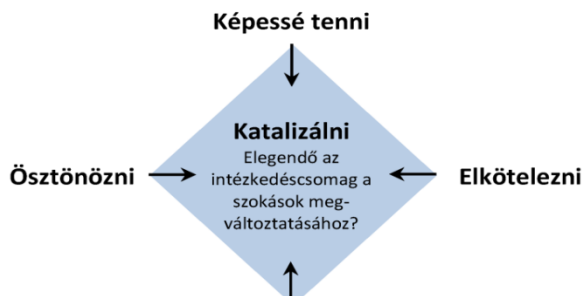 Képessé tenni
Katalizálni
Elegendő az
intézkedéscsomag a
szokások meg-
változtatásához?
Ösztönözni
Elkötelezni